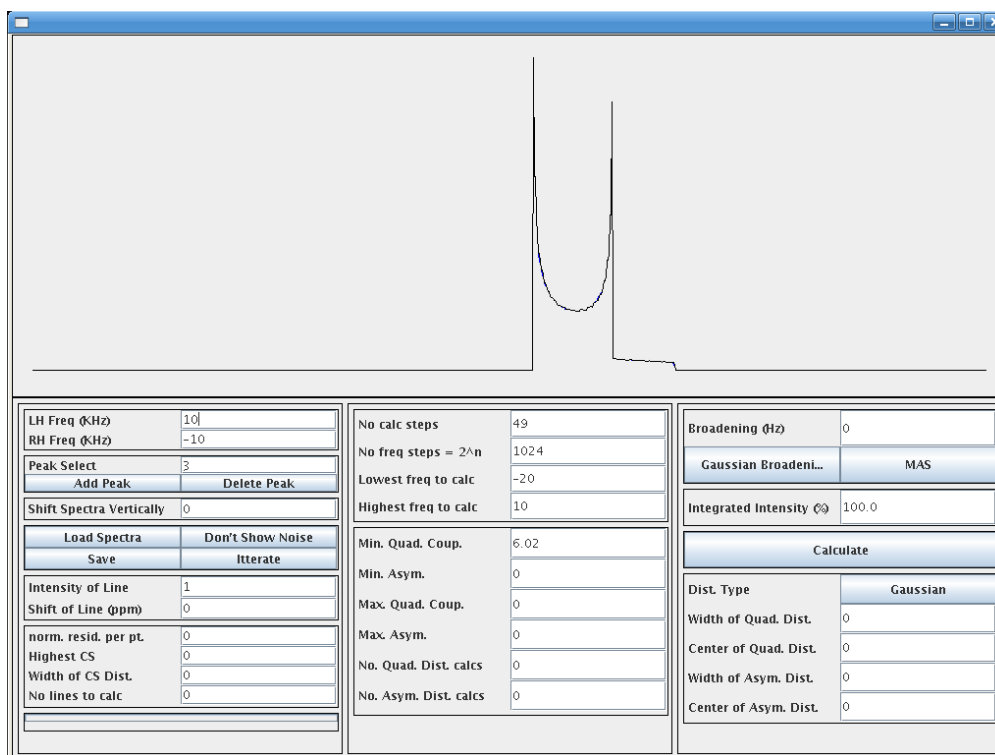 LH Freq (KHz) 10
RH Freq (KHz) -10
Peak Select 3
Add Peak Delete Peak
Shift Spectra Vertically 0
Load Spectra Don't Show Noise
Save Itterate
Intensity of Line 1
Shift of Line (ppm) 0
norm. resid. per pt. 0
Highest CS 0
Width of CS Dist. 0
No lines to calc 0
No calc steps 49
No freq steps = 2^n 1024
Lowest freq to calc -20
Highest freq to calc 10
Min. Quad. Coup. 6.02
Min. Asym. 0
Max. Quad. Coup. 0
Max. Asym. 0
No. Quad. Dist. calcs 0
No. Asym. Dist. calcs 0
Broadening (Hz) 0
Gaussian Broadeni... MAS
Integrated Intensity (%) 100.0
Calculate
Dist. Type Gaussian
Width of Quad. Dist. 0
Center of Quad. Dist. 0
Width of Asym. Dist. 0
Center of Asym. Dist. 0